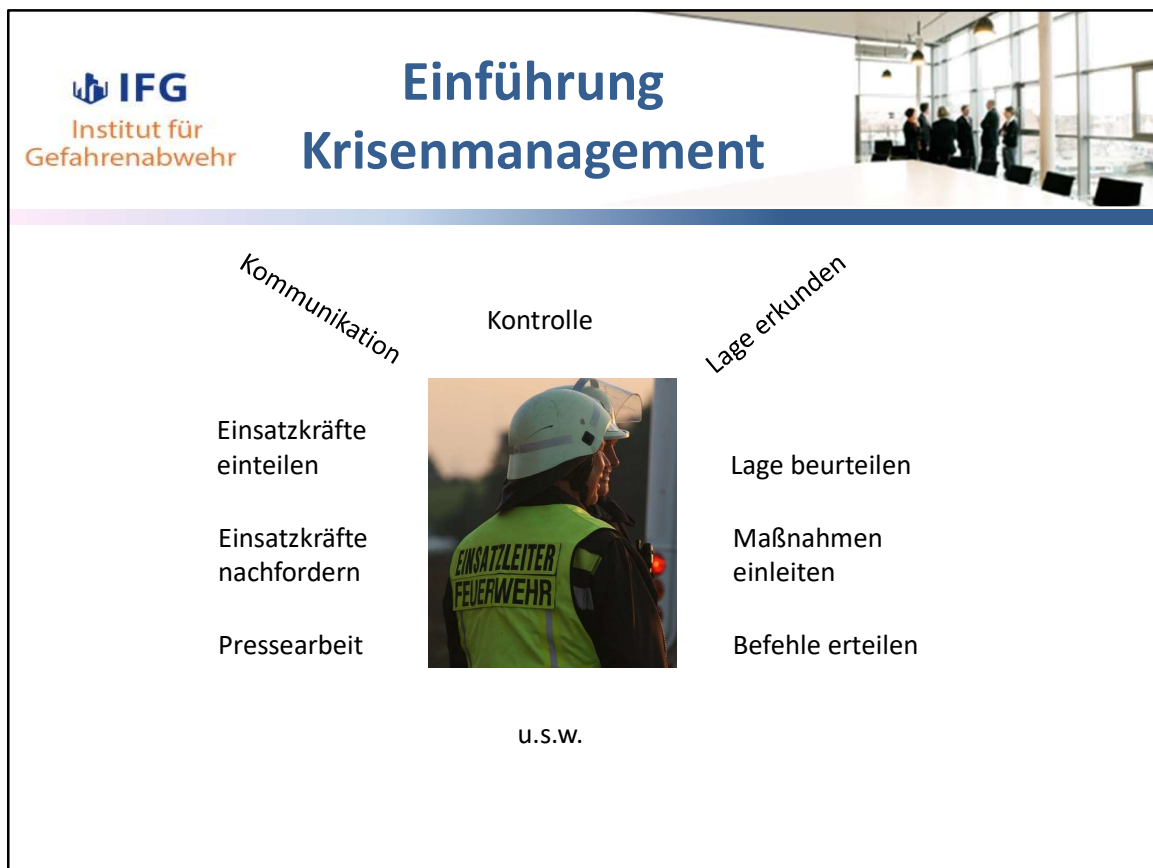 IFG
Institut für
Gefahrenabwehr
Einführung
Krisenmanagement
Kommunikation
Kontrolle
Lage erkunden
Einsatzkräfte
einteilen
Lage beurteilen
Einsatzkräfte
nachfordern
Maßnahmen
einleiten
Pressearbeit
Befehle erteilen
EINSATZLEITER
FEUERWEHR
u.s.w.